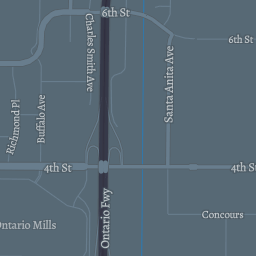 6th St
Charles Smith Ave
6th St
Santa Anita Ave
Buffalo Ave
Richmond Pl
4th St
4th St
Ontario Fwy
Concours
Ontario Mills